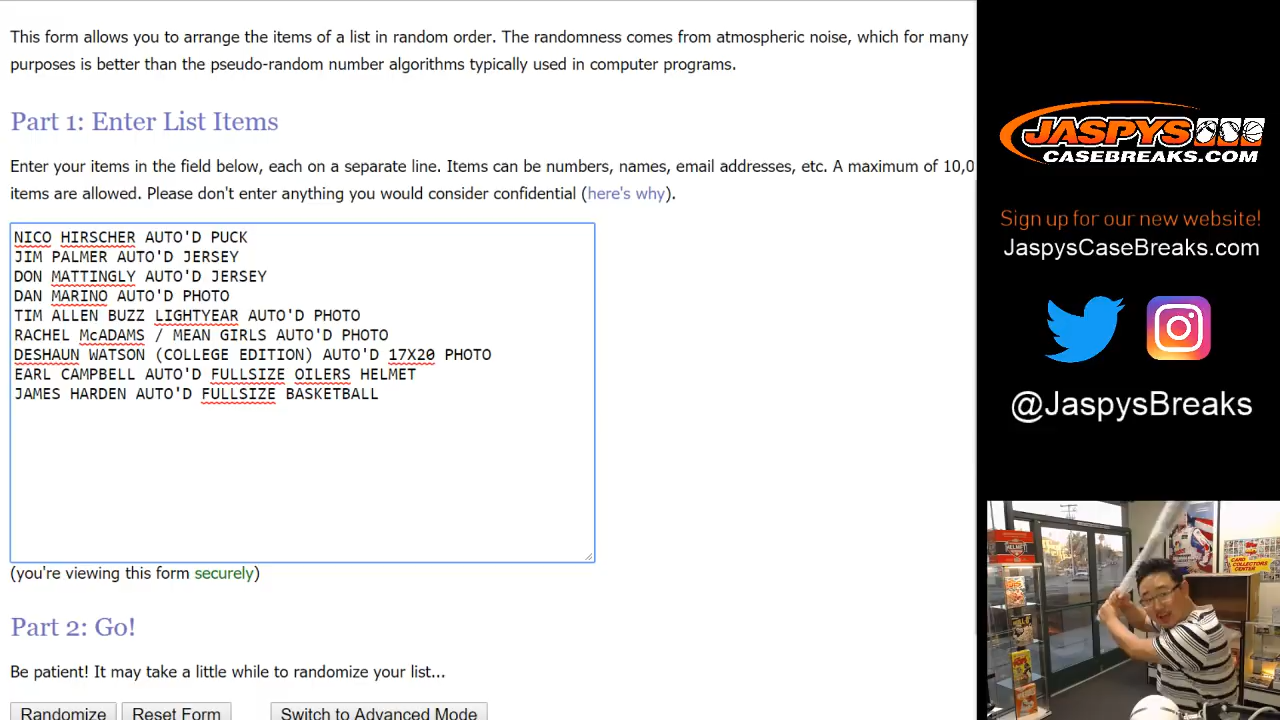 This form allows you to arrange the items of a list in random order. The randomness comes from atmospheric noise, which for many
purposes is better than the pseudo-random number algorithms typically used in computer programs.
Part 1: Enter List Items
Enter your items in the field below, each on a separate line. Items can be numbers, names, email addresses, etc. A maximum of 10,0
items are allowed. Please don't enter anything you would consider confidential (here's why).
NICO HIRSCHER AUTO'D PUCK
JIM PALMER AUTO'D JERSEY
DON MATTINGLY AUTO'D JERSEY
DAN MARINO AUTO'D PHOTO
TIM ALLEN BUZZ LIGHTYEAR AUTO'D PHOTO
RACHEL McADAMS / MEAN GIRLS AUTO'D PHOTO
DESHAUN WATSON (COLLEGE EDITION) AUTO'D 17X20 PHOTO
EARL CAMPBELL AUTO'D FULLSIZE OILERS HELMET
JAMES HARDEN AUTO'D FULLSIZE BASKETBALL
(you're viewing this form securely)
Part 2: Go!
Be patient! It may take a little while to randomize your list...
Randomize Reset Form Switch to Advanced Mode
JASPYS
CASEBREAKS.COM
Sign up for our new website!
JaspysCaseBreaks.com
@JaspysBreaks
CARD
COLLECTORS
CENTER